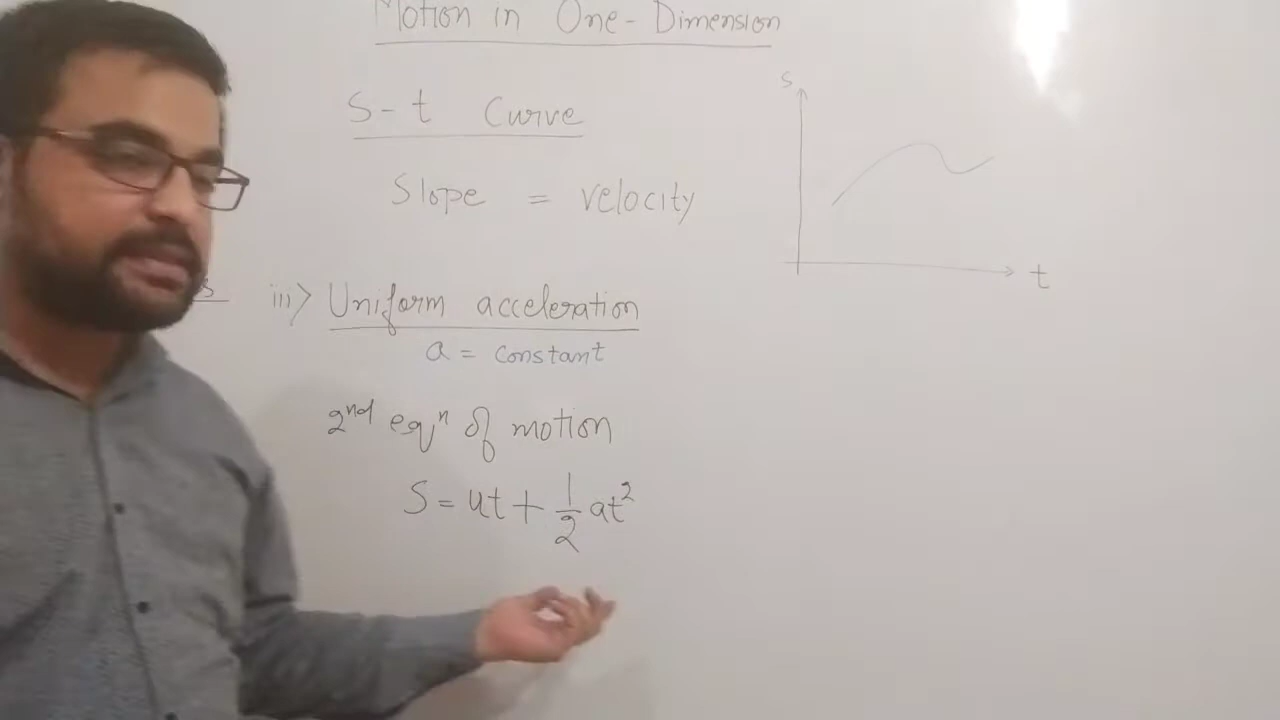 Motion in One-Dimension
S-t Curve
Slope = velocity
iii> Uniform acceleration
a = constant
2nd eqn of motion
S = ut + 1/2 at²
s
t